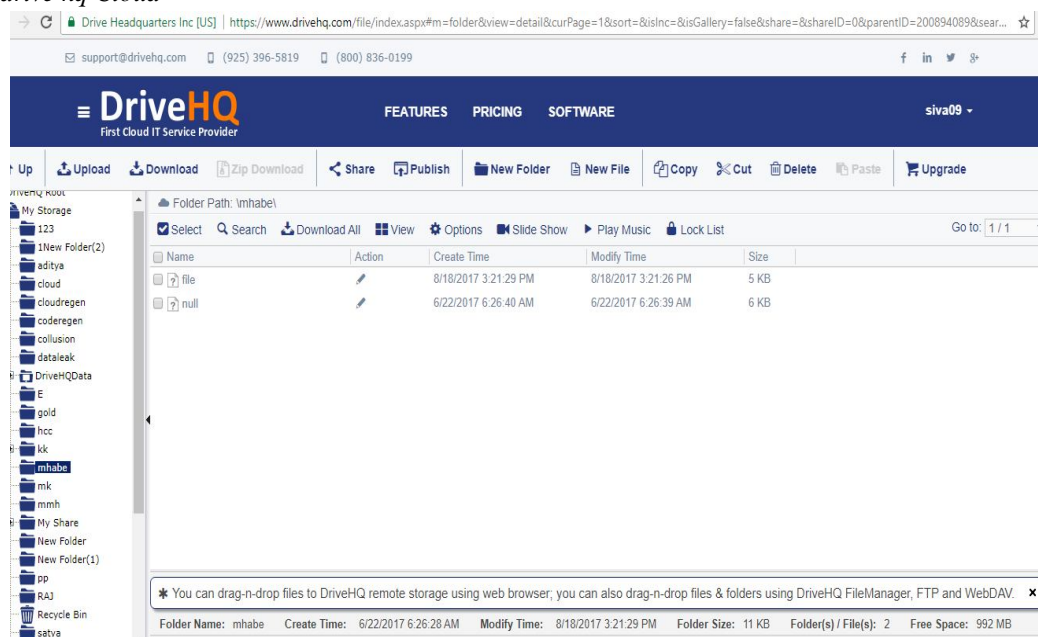 drive hq Cloud
Drive Headquarters Inc [US] | https://www.drivehq.com/file/index.aspx#m=folder&view=detail&curPage=1&sort=&isInc=&isGallery=false&share=&shareID=0&parentID=200894089&sear...
support@drivehq.com (925) 396-5819 (800) 836-0199
DriveHQ
First Cloud IT Service Provider
FEATURES PRICING SOFTWARE
siva09
Up Upload Download Zip Download Share Publish New Folder New File Copy Cut Delete Paste Upgrade
DriveHQ Root
My Storage
123
1New Folder(2)
aditya
cloud
cloudregen
coderegen
collusion
dataleak
DriveHQData
E
gold
hcc
kk
mhabe
mk
mmh
My Share
New Folder
New Folder(1)
pp
RAJ
Recycle Bin
satya
Folder Path: \mhabe\
Select Search Download All View Options Slide Show Play Music Lock List Go to: 1 / 1
Name Action Create Time Modify Time Size
file 8/18/2017 3:21:29 PM 8/18/2017 3:21:26 PM 5 KB
null 6/22/2017 6:26:40 AM 6/22/2017 6:26:39 AM 6 KB
You can drag-n-drop files to DriveHQ remote storage using web browser; you can also drag-n-drop files & folders using DriveHQ FileManager, FTP and WebDAV. x
Folder Name: mhabe Create Time: 6/22/2017 6:26:28 AM Modify Time: 8/18/2017 3:21:29 PM Folder Size: 11 KB Folder(s) / File(s): 2 Free Space: 992 MB